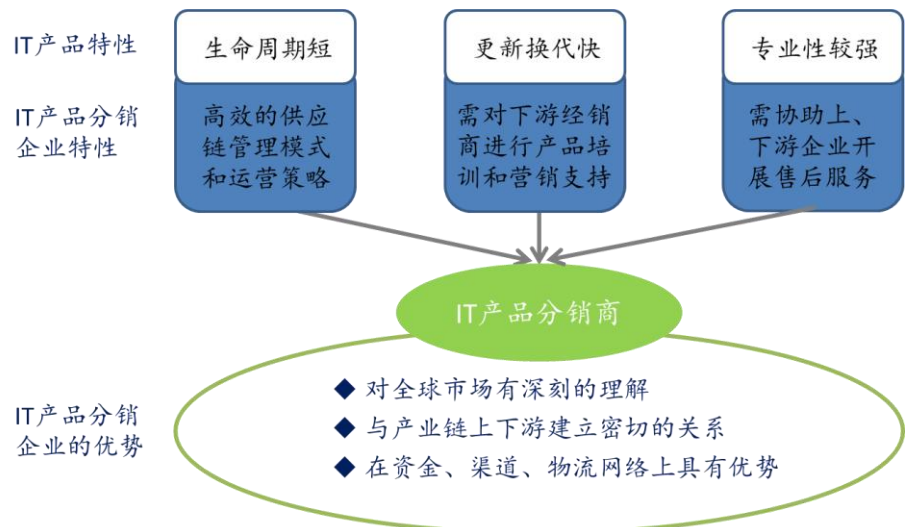 IT产品特性
生命周期短
更新换代快
专业性较强
IT产品分销
企业特性
高效的供应
链管理模式
和运营策略
需对下游经销
商进行产品培
训和营销支持
需协助上、
下游企业开
展售后服务
IT产品分销商
IT产品分销
企业的优势
◆ 对全球市场有深刻的理解
◆ 与产业链上下游建立密切的关系
◆ 在资金、渠道、物流网络上具有优势